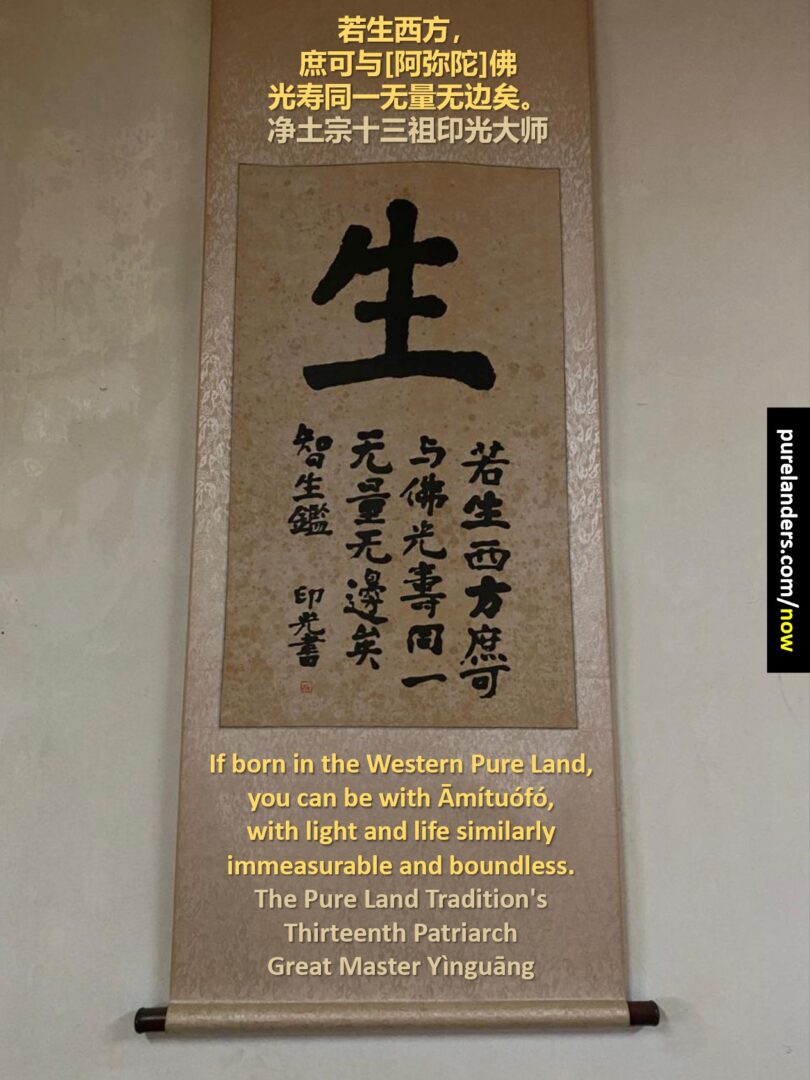 若生西方，
庶可与[阿弥陀]佛
光寿同一无量无边矣。
净土宗十三祖印光大师
生
若生西方庶可
与佛光壽同一
无量无邊矣
智生鑑 印光書
purelanders.com/now
If born in the Western Pure Land,
you can be with Āmítuófó,
with light and life similarly
immeasurable and boundless.
The Pure Land Tradition's
Thirteenth Patriarch
Great Master Yìnguāng